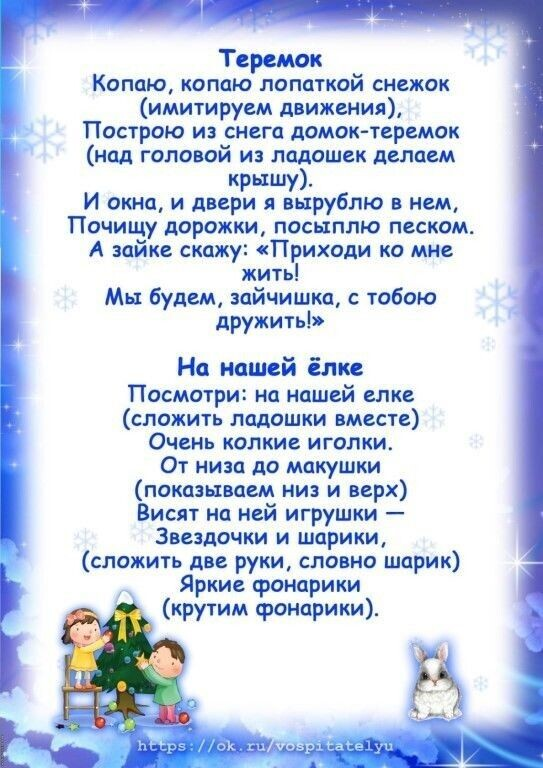 Теремок
Копаю, копаю лопаткой снежок
(имитируем движения),
Построю из снега домок-теремок
(над головой из ладошек делаем
крышу).
И окна, и двери я вырублю в нем,
Почищу дорожки, посыплю песком.
А зайке скажу: «Приходи ко мне
жить!
Мы будем, зайчишка, с тобою
дружить!»
На нашей ёлке
Посмотри: на нашей елке
(сложить ладошки вместе)
Очень колкие иголки.
От низа до макушки
(показываем низ и верх)
Висят на ней игрушки —
Звездочки и шарики,
(сложить две руки, словно шарик)
Яркие фонарики
(крутим фонарики).
https://ok.ru/vospitatelyu